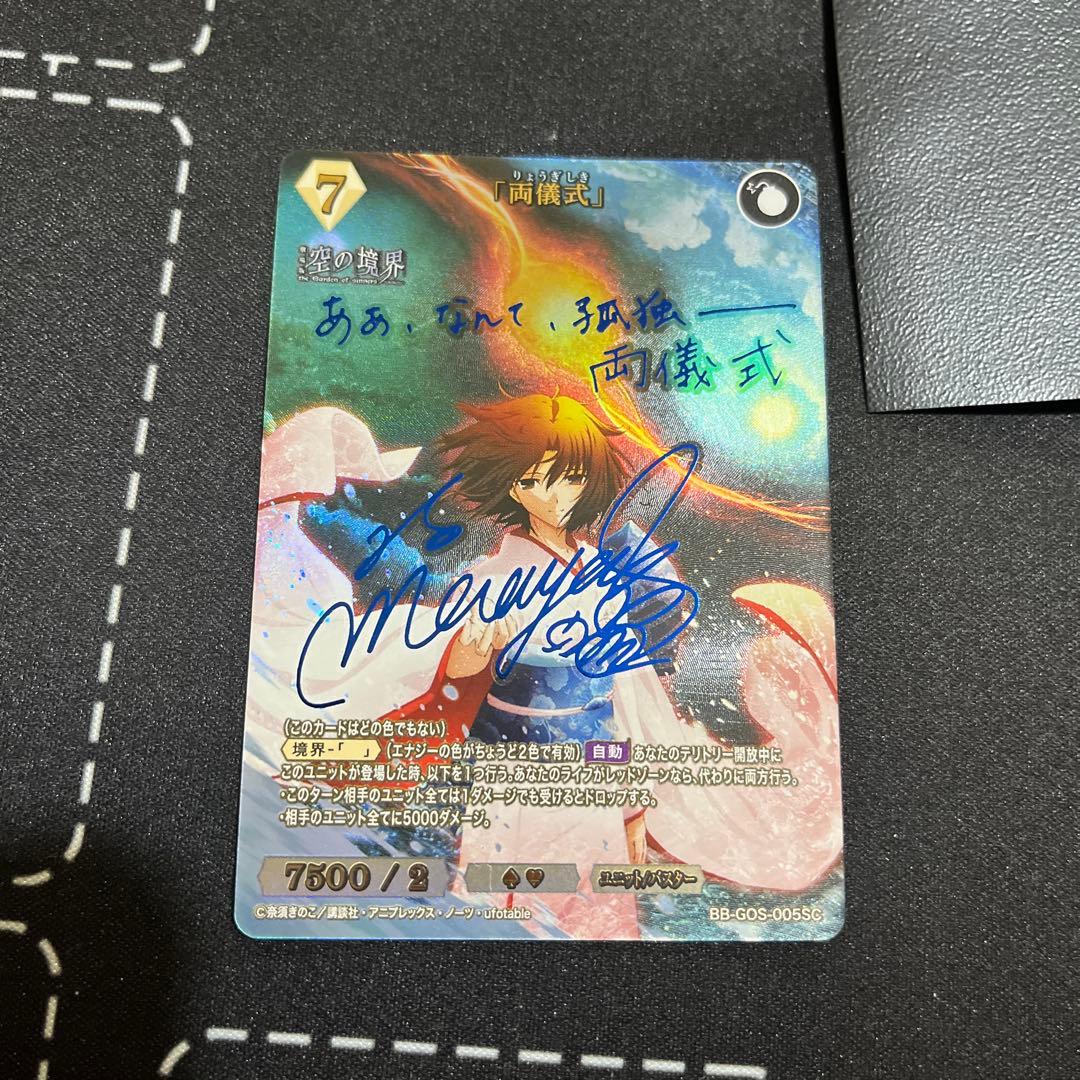 7
りょうぎしき
「両儀式」
劇場版
空の境界
the Garden of sinners
あぁ、なんて、孤独――
「両儀 式
(このカードはどの色でもない)
境界-「　」 (エナジーの色がちょうど2色で有効) 自動 あなたのテリトリー開放中に
このユニットが登場した時、以下を1つ行う。あなたのライフがレッドゾーンなら、代わりに両方行う。
・このターン相手のユニット全ては1ダメージでも受けるとドロップする。
・相手のユニット全てに5000ダメージ。
7500 / 2
♠♥
ユニット/バスター
©奈須きのこ/講談社・アニプレックス・ノーツ・ufotable
BB-GOS-005SC